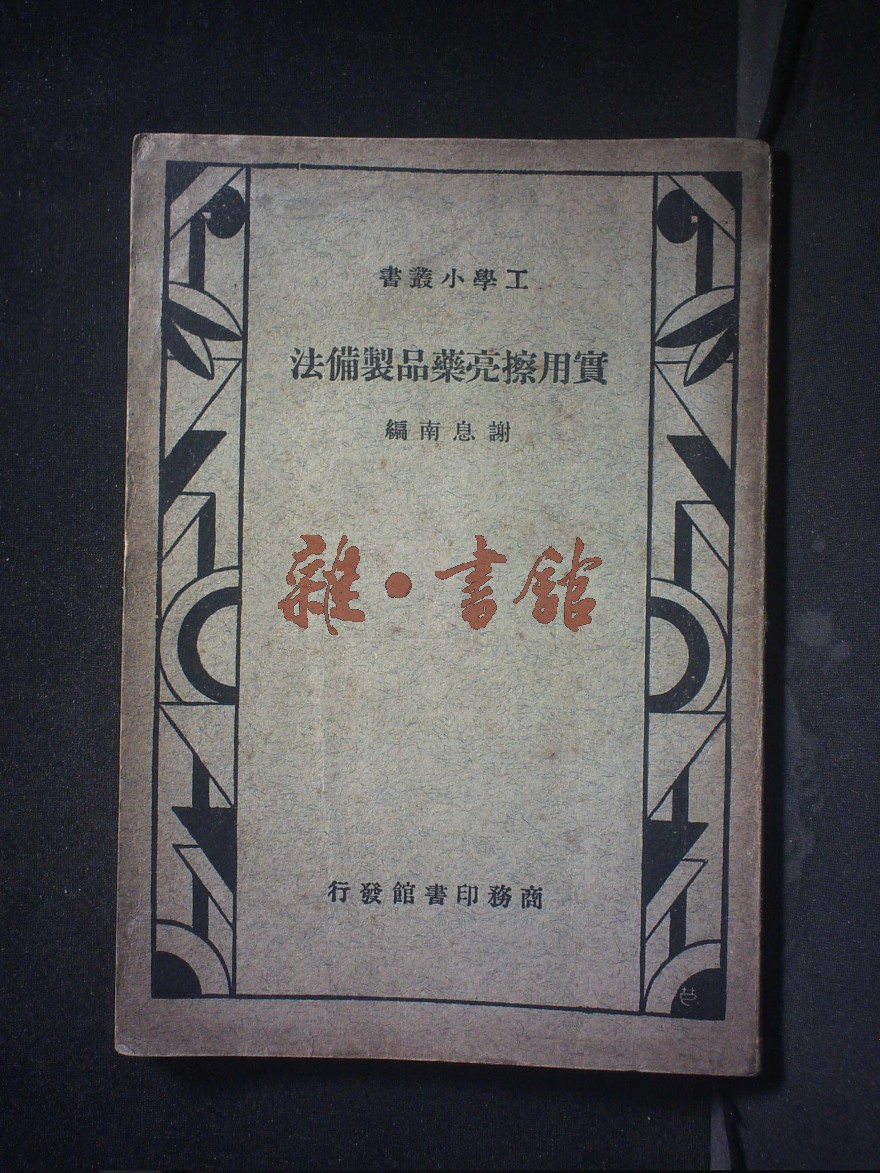 工學小叢書
實用擦亮藥品製備法
謝息南編
雜·書館
商務印書館發行